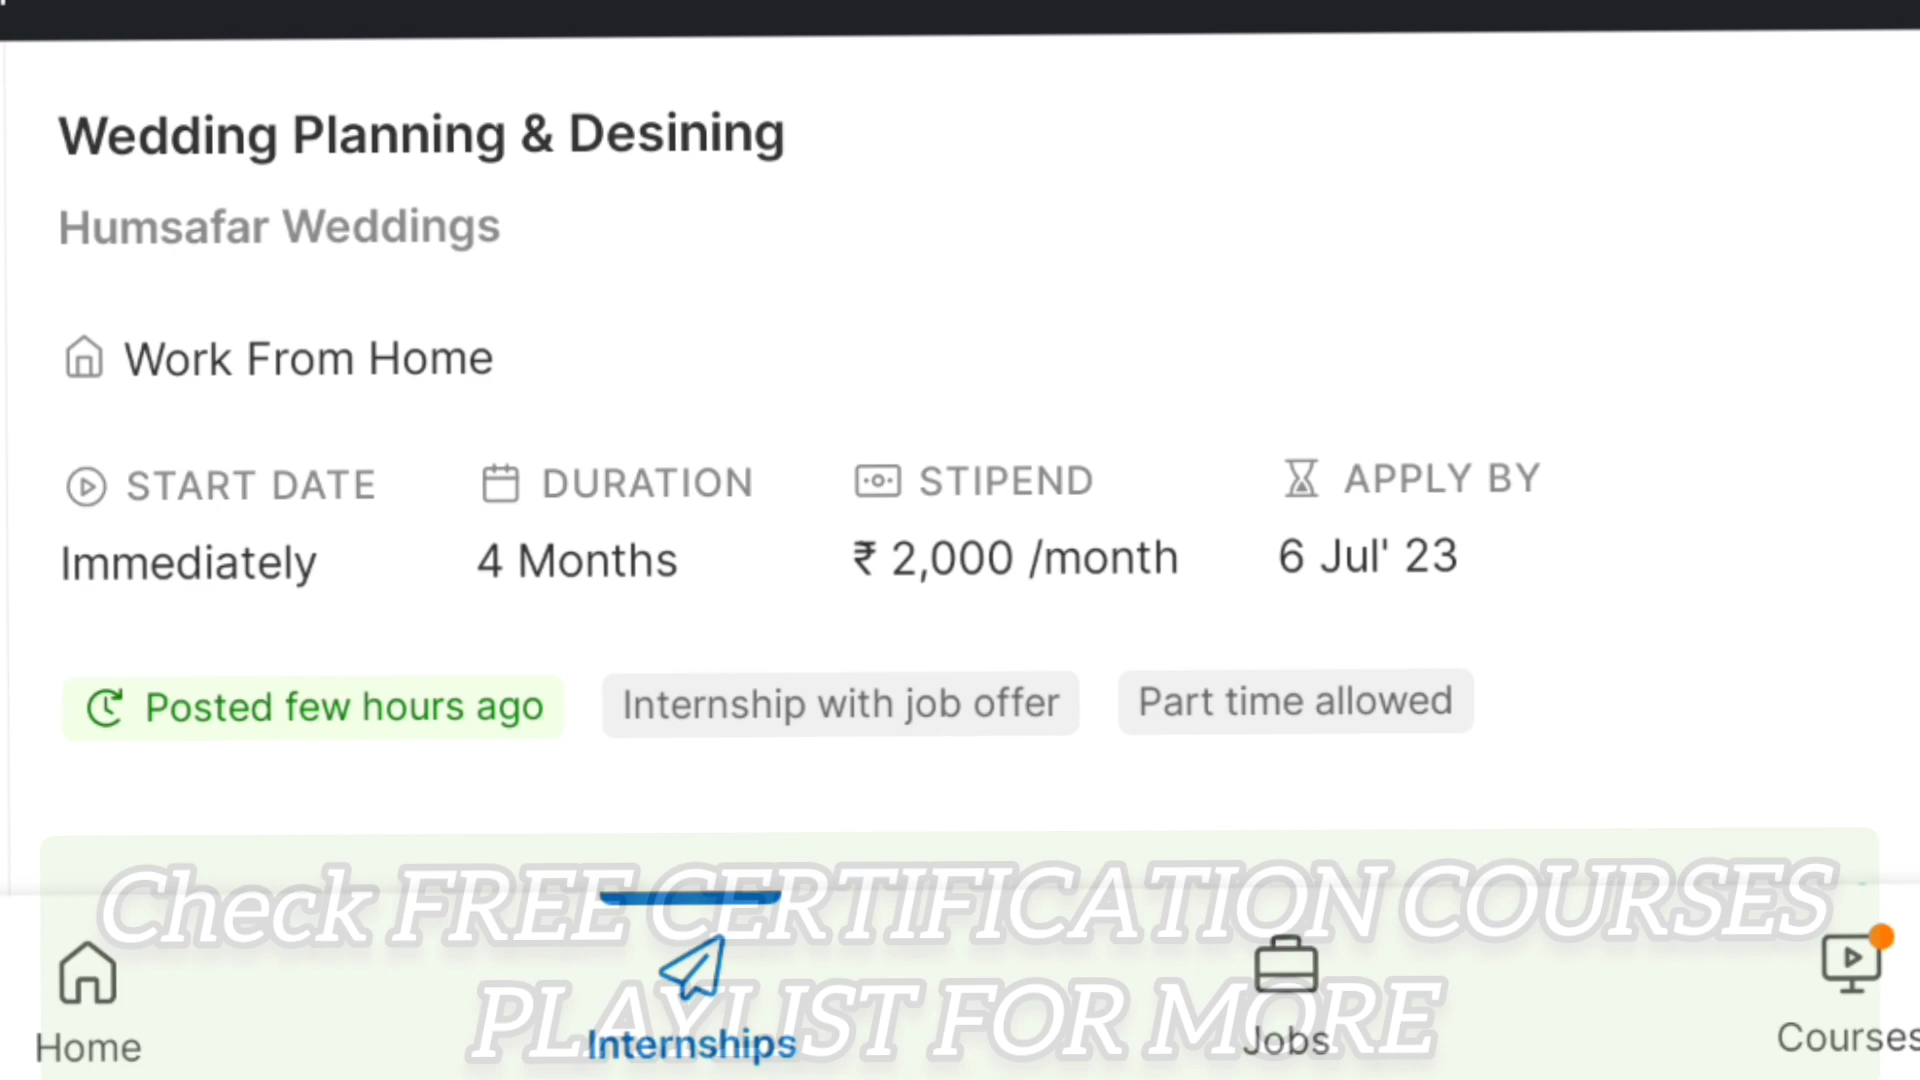 Wedding Planning & Desining
Humsafar Weddings
Work From Home
START DATE DURATION STIPEND APPLY BY
Immediately 4 Months ₹ 2,000 /month 6 Jul' 23
Posted few hours ago Internship with job offer Part time allowed
Check FREE CERTIFICATION COURSES
PLAYLIST FOR MORE
Home Internships Jobs Courses